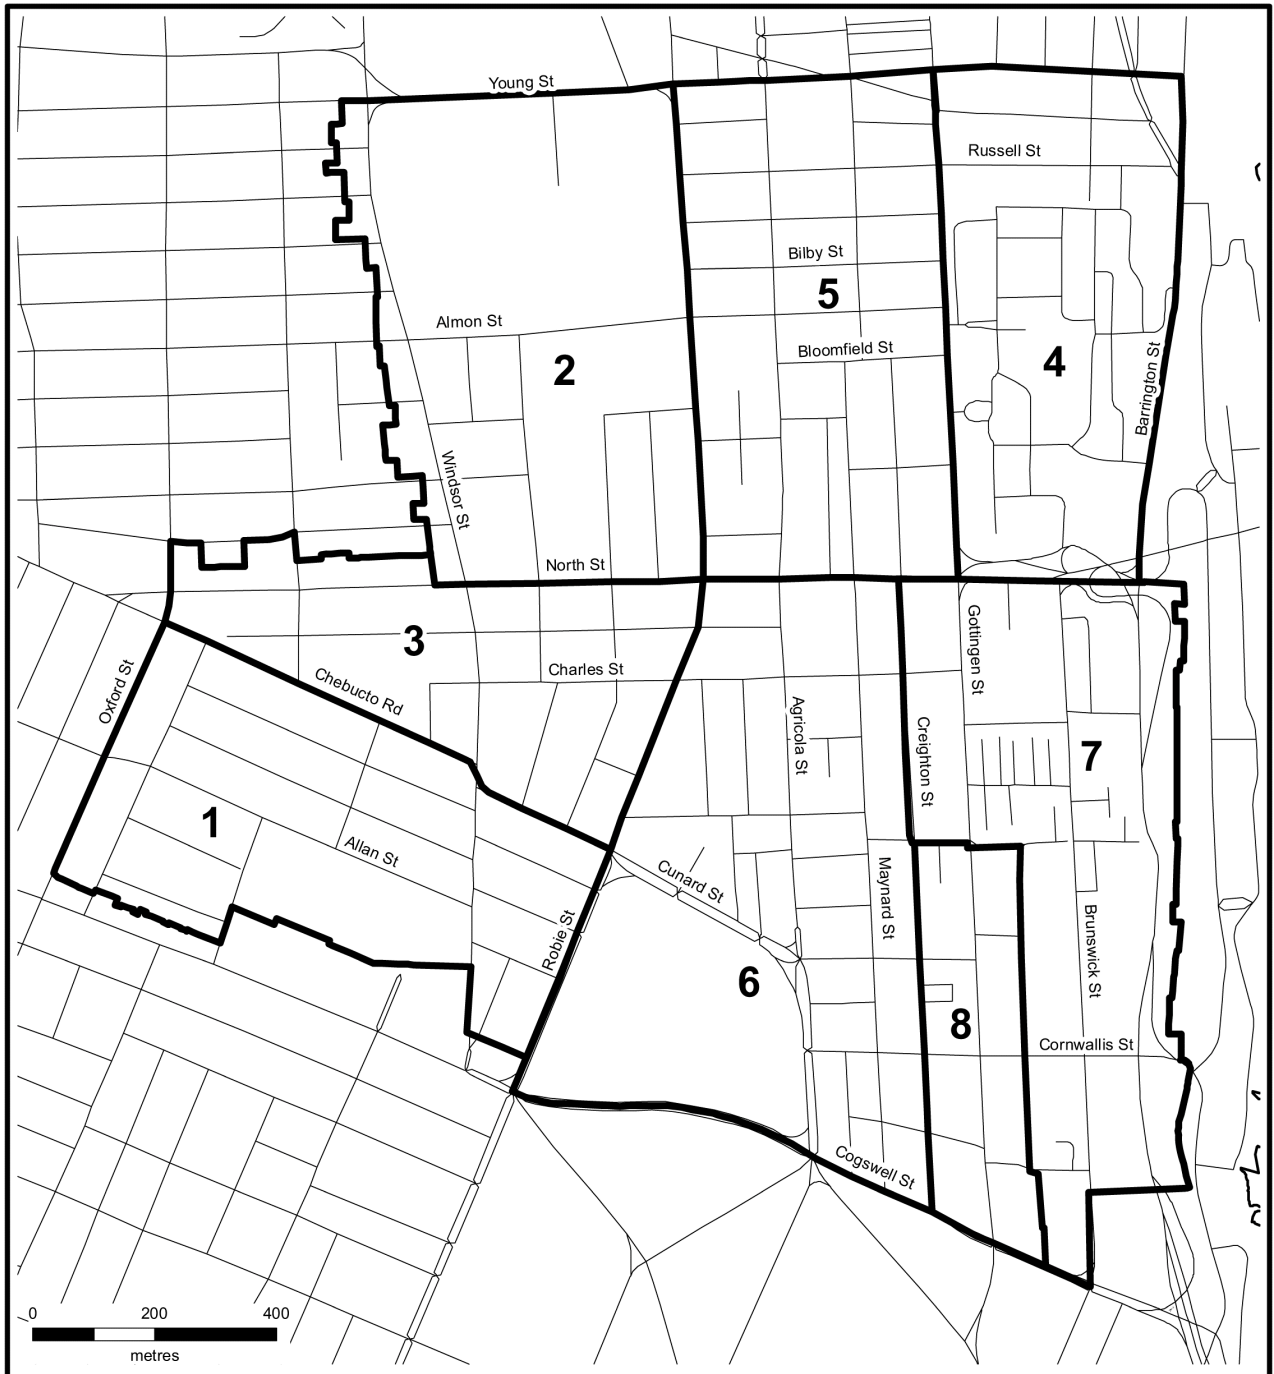 Young St
Russell St
Bilby St
5
Almon St
Bloomfield St
2
4
Barrington St
Windsor St
North St
3
Charles St
Gottingen St
Oxford St
Chebucto Rd
Agricola St
Creighton St
7
1
Allan St
Cunard St
Maynard St
Robie St
Brunswick St
6
8
Cornwallis St
Cogswell St
0 200 400
metres